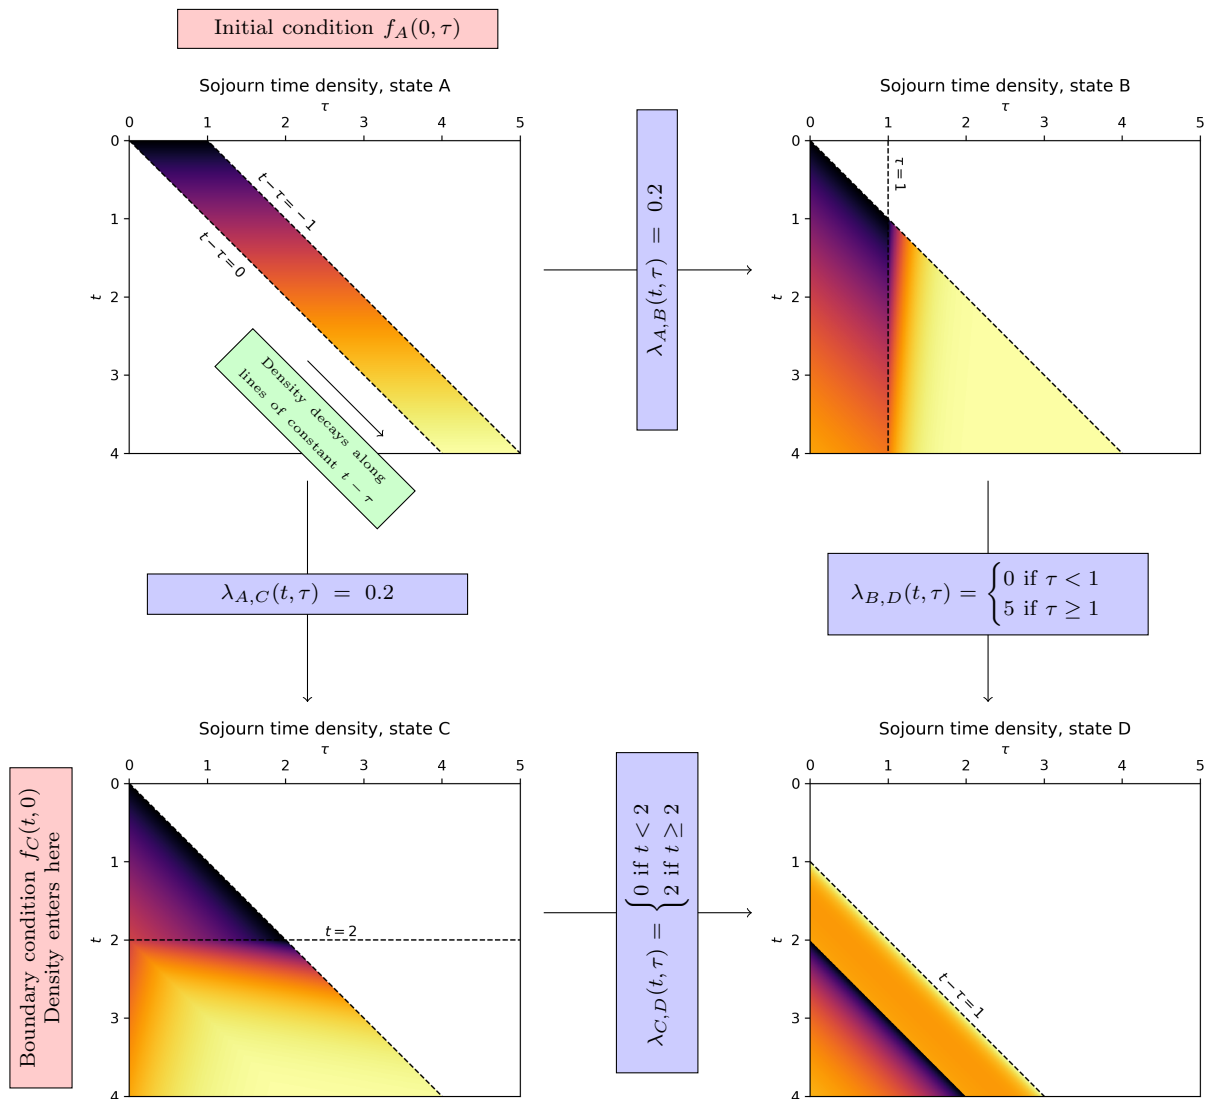 Initial condition f_A(0, τ)
Sojourn time density, state A
τ
0 1 2 3 4 5
0
1
2
3
4
t
t − τ = −1
t − τ = 0
Density decays along
lines of constant t − τ
λ_{A,B}(t, τ) = 0.2
Sojourn time density, state B
τ
0 1 2 3 4 5
0
1
2
3
4
t
τ = 1
λ_{A,C}(t, τ) = 0.2
λ_{B,D}(t, τ) = {0 if τ < 1
5 if τ ≥ 1
Boundary condition f_C(t, 0)
Density enters here
Sojourn time density, state C
τ
0 1 2 3 4 5
0
1
2
3
4
t
t = 2
λ_{C,D}(t, τ) = {0 if t < 2
2 if t ≥ 2
Sojourn time density, state D
τ
0 1 2 3 4 5
0
1
2
3
4
t
t − τ = 1